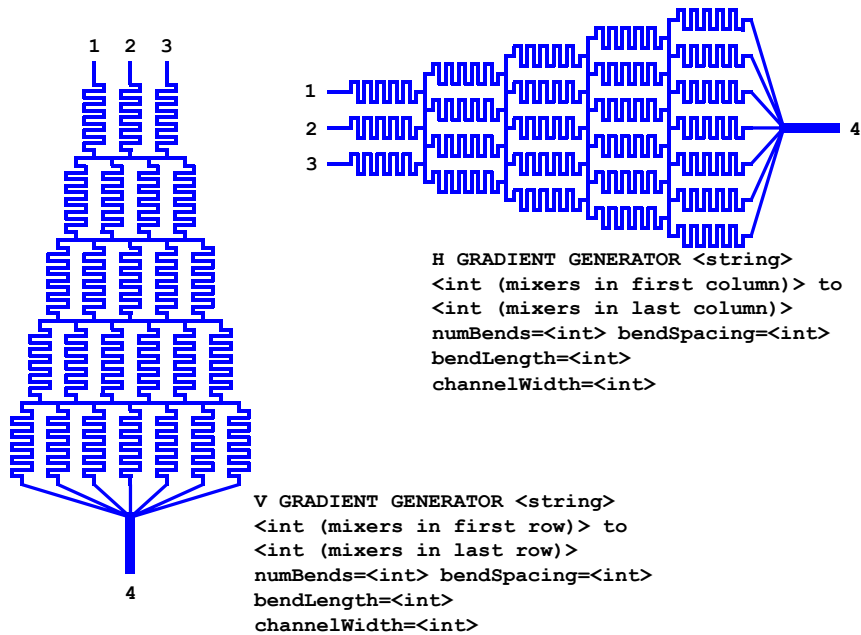 1 2 3
1
2
3
4
H GRADIENT GENERATOR <string>
<int (mixers in first column)> to
<int (mixers in last column)>
numBends=<int> bendSpacing=<int>
bendLength=<int>
channelWidth=<int>
V GRADIENT GENERATOR <string>
<int (mixers in first row)> to
<int (mixers in last row)>
numBends=<int> bendSpacing=<int>
bendLength=<int>
channelWidth=<int>
4